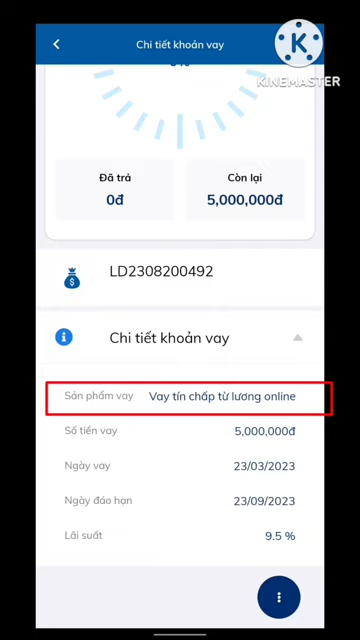 Chi tiết khoản vay
KINEMASTER
Đã trả
Còn lại
0đ
5,000,000đ
LD2308200492
Chi tiết khoản vay
Sản phẩm vay Vay tín chấp từ lương online
Số tiền vay 5,000,000đ
Ngày vay 23/03/2023
Ngày đáo hạn 23/09/2023
Lãi suất 9.5 %